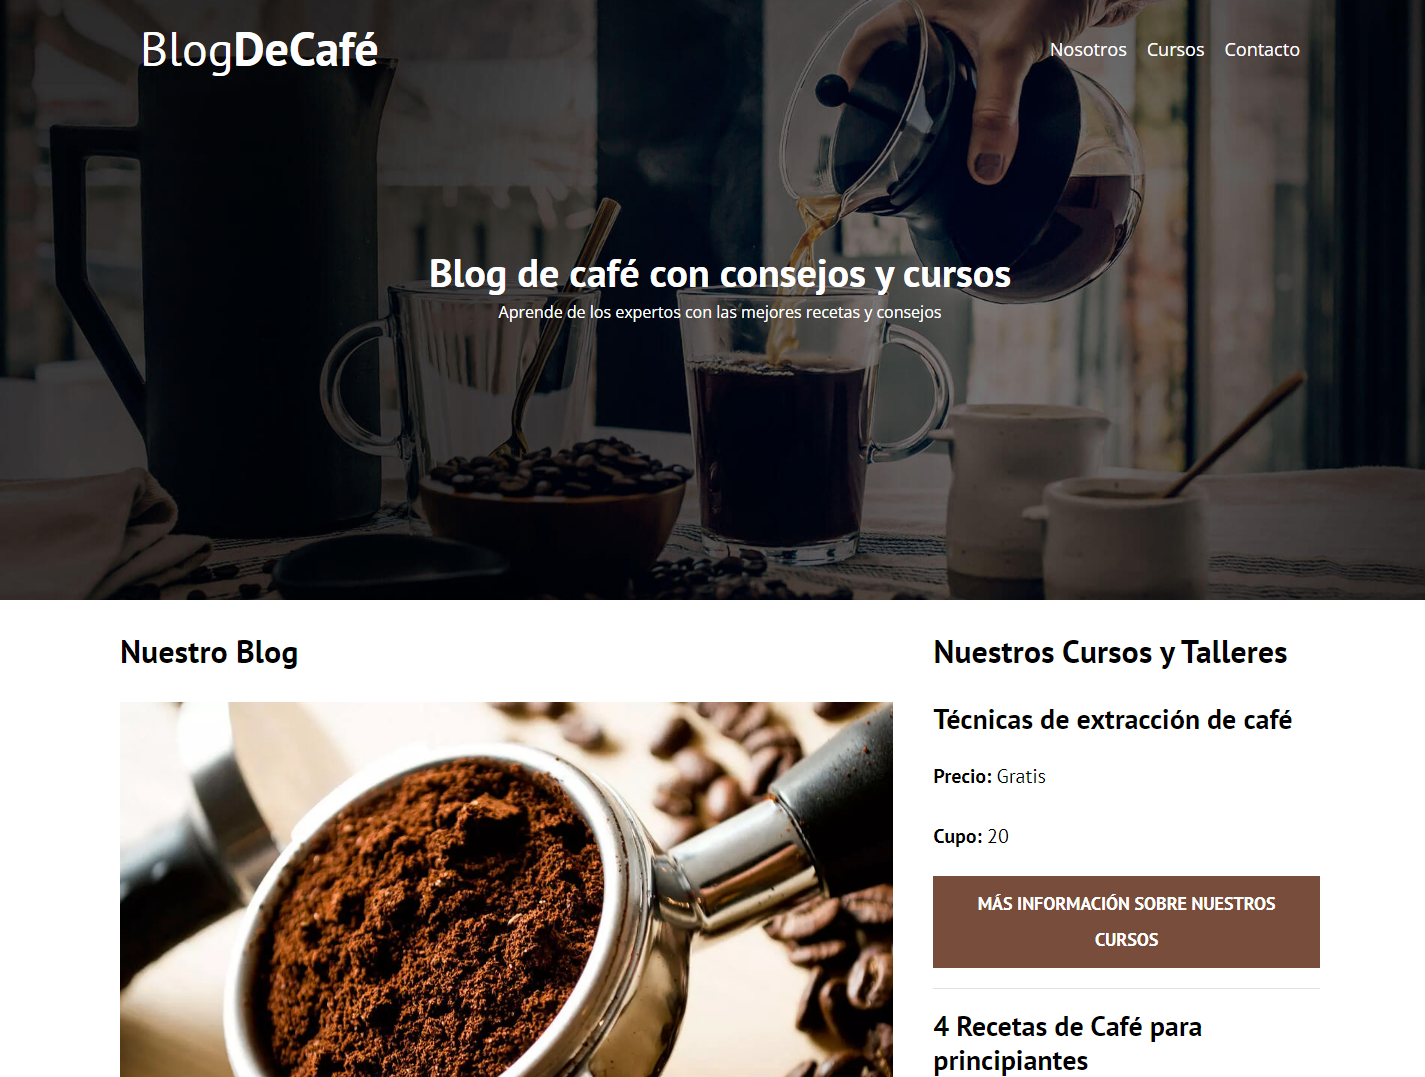 BlogDeCafé
Nosotros Cursos Contacto
Blog de café con consejos y cursos
Aprende de los expertos con las mejores recetas y consejos
Nuestro Blog
Nuestros Cursos y Talleres
Técnicas de extracción de café
Precio: Gratis
Cupo: 20
MÁS INFORMACIÓN SOBRE NUESTROS
CURSOS
4 Recetas de Café para
principiantes